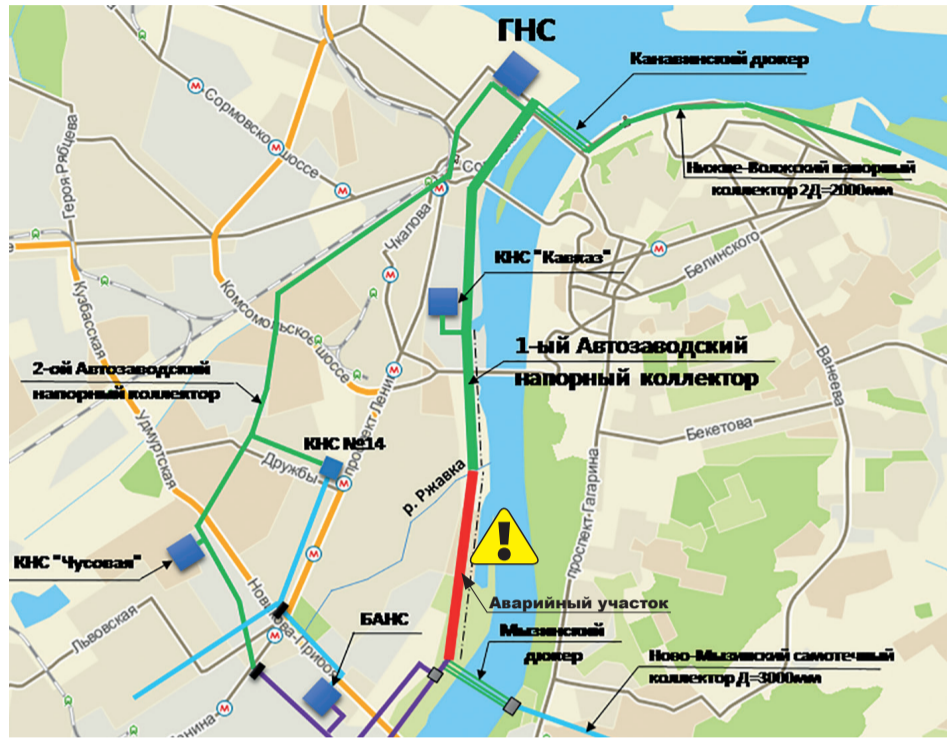 ГНС
Канавинский дюкер
Сормовское шоссе
Героя-Рябцева
Нижне-Волжский напорный
коллектор 2Д=2000мм
Чкалова
Белинского
КНС "Кавказ"
Кузбасская
Комсомольское шоссе
1-ый Автозаводский
напорный коллектор
Ванеева
2-ой Автозаводский
напорный коллектор
проспект-Ленина
Удмуртская
Бекетова
КНС №14
Дружбы
р. Ржавка
проспект-Гагарина
КНС "Чусовая"
Аварийный участок
Львовская
БАНС
Мызинский
дюкер
Ново-Мызинский самотечный
коллектор Д=3000мм